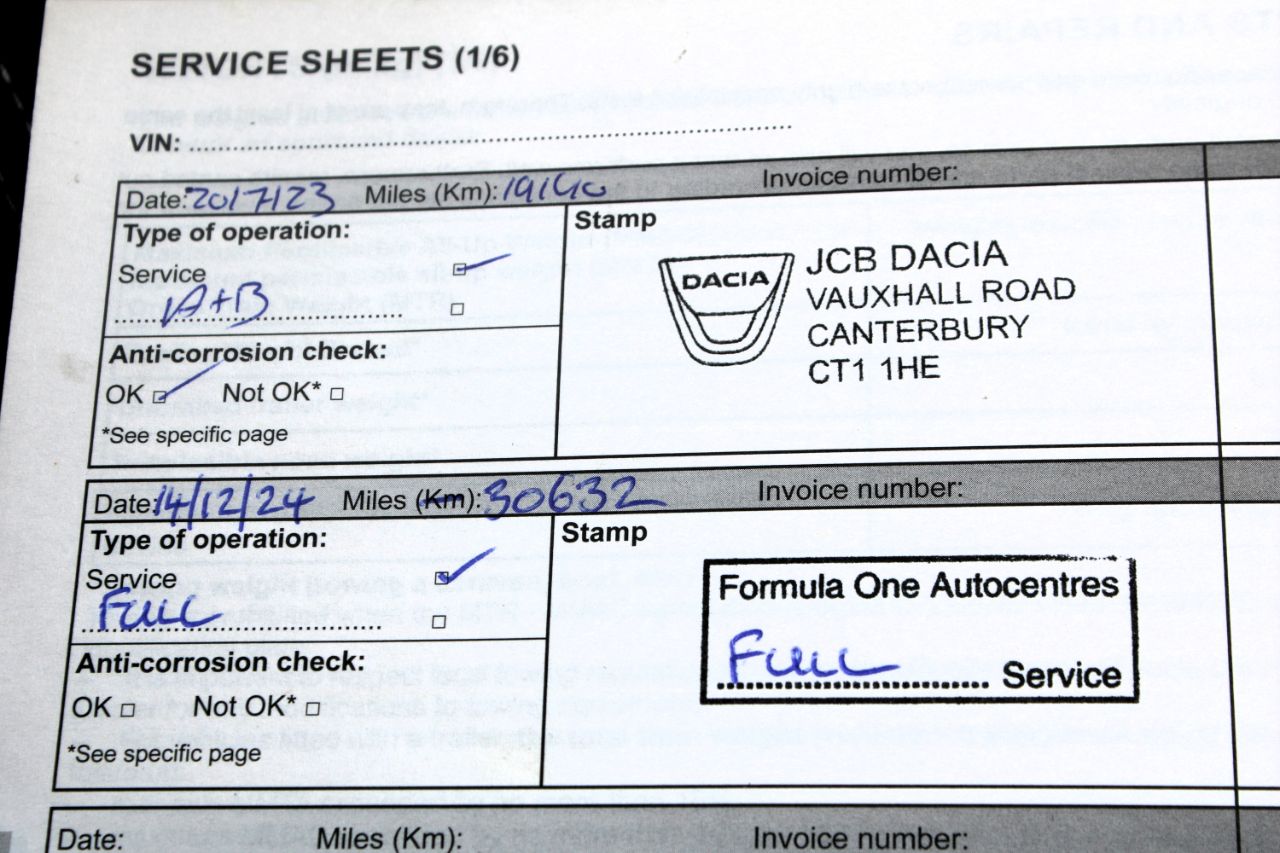 SERVICE SHEETS (1/6)
VIN:
Date: 20/7/23 Miles (Km): 19140 Invoice number:
Type of operation:
Service
A+B
Anti-corrosion check:
OK Not OK*
*See specific page
Stamp
DACIA
JCB DACIA
VAUXHALL ROAD
CANTERBURY
CT1 1HE
Date: 14/12/24 Miles (Km): 30632 Invoice number:
Type of operation:
Service
FULL
Anti-corrosion check:
OK Not OK*
*See specific page
Stamp
Formula One Autocentres
FULL Service
Date: Miles (Km): Invoice number: